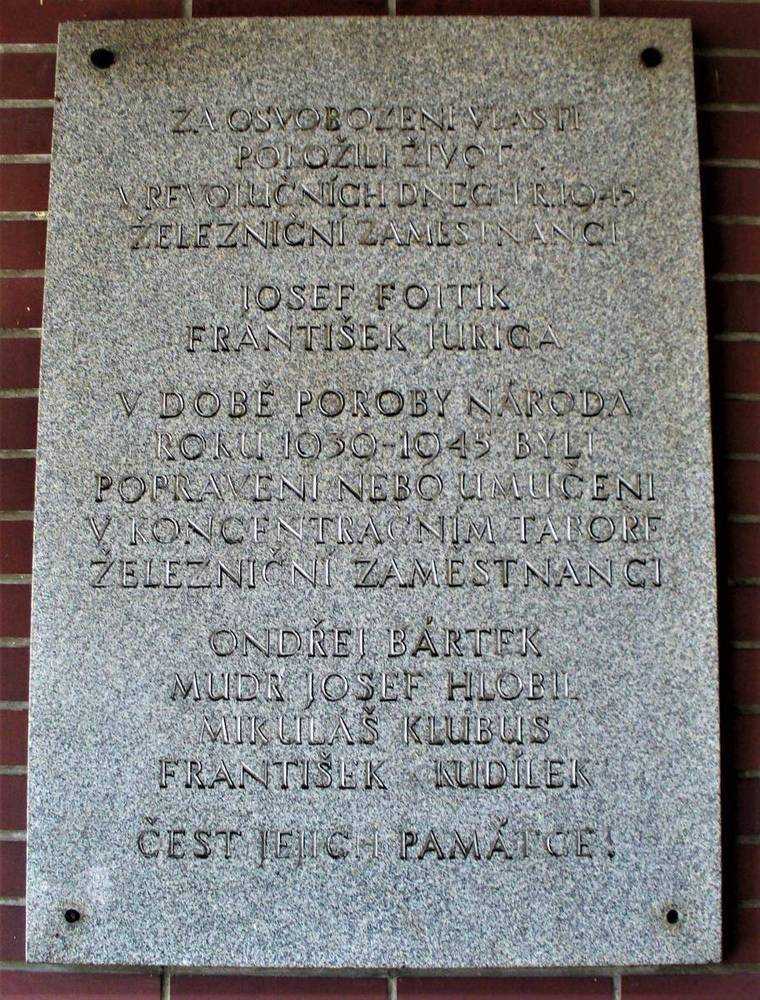 ZA OSVOBOZENÍ VLASTI
POLOŽILI ŽIVOT
V REVOLUČNÍCH DNECH R.1945
ŽELEZNIČNÍ ZAMĚSTNANCI
JOSEF FOJTÍK
FRANTIŠEK JURIGA
V DOBĚ POROBY NÁRODA
ROKU 1939-1945 BYLI
POPRAVENI NEBO UMUČENI
V KONCENTRAČNÍM TÁBOŘE
ŽELEZNIČNÍ ZAMĚSTNANCI
ONDŘEJ BÁRTEK
MUDR JOSEF HLOBIL
MIKULÁŠ KLUBUS
FRANTIŠEK KUDÍLEK
ČEST JEJICH PAMÁTCE!